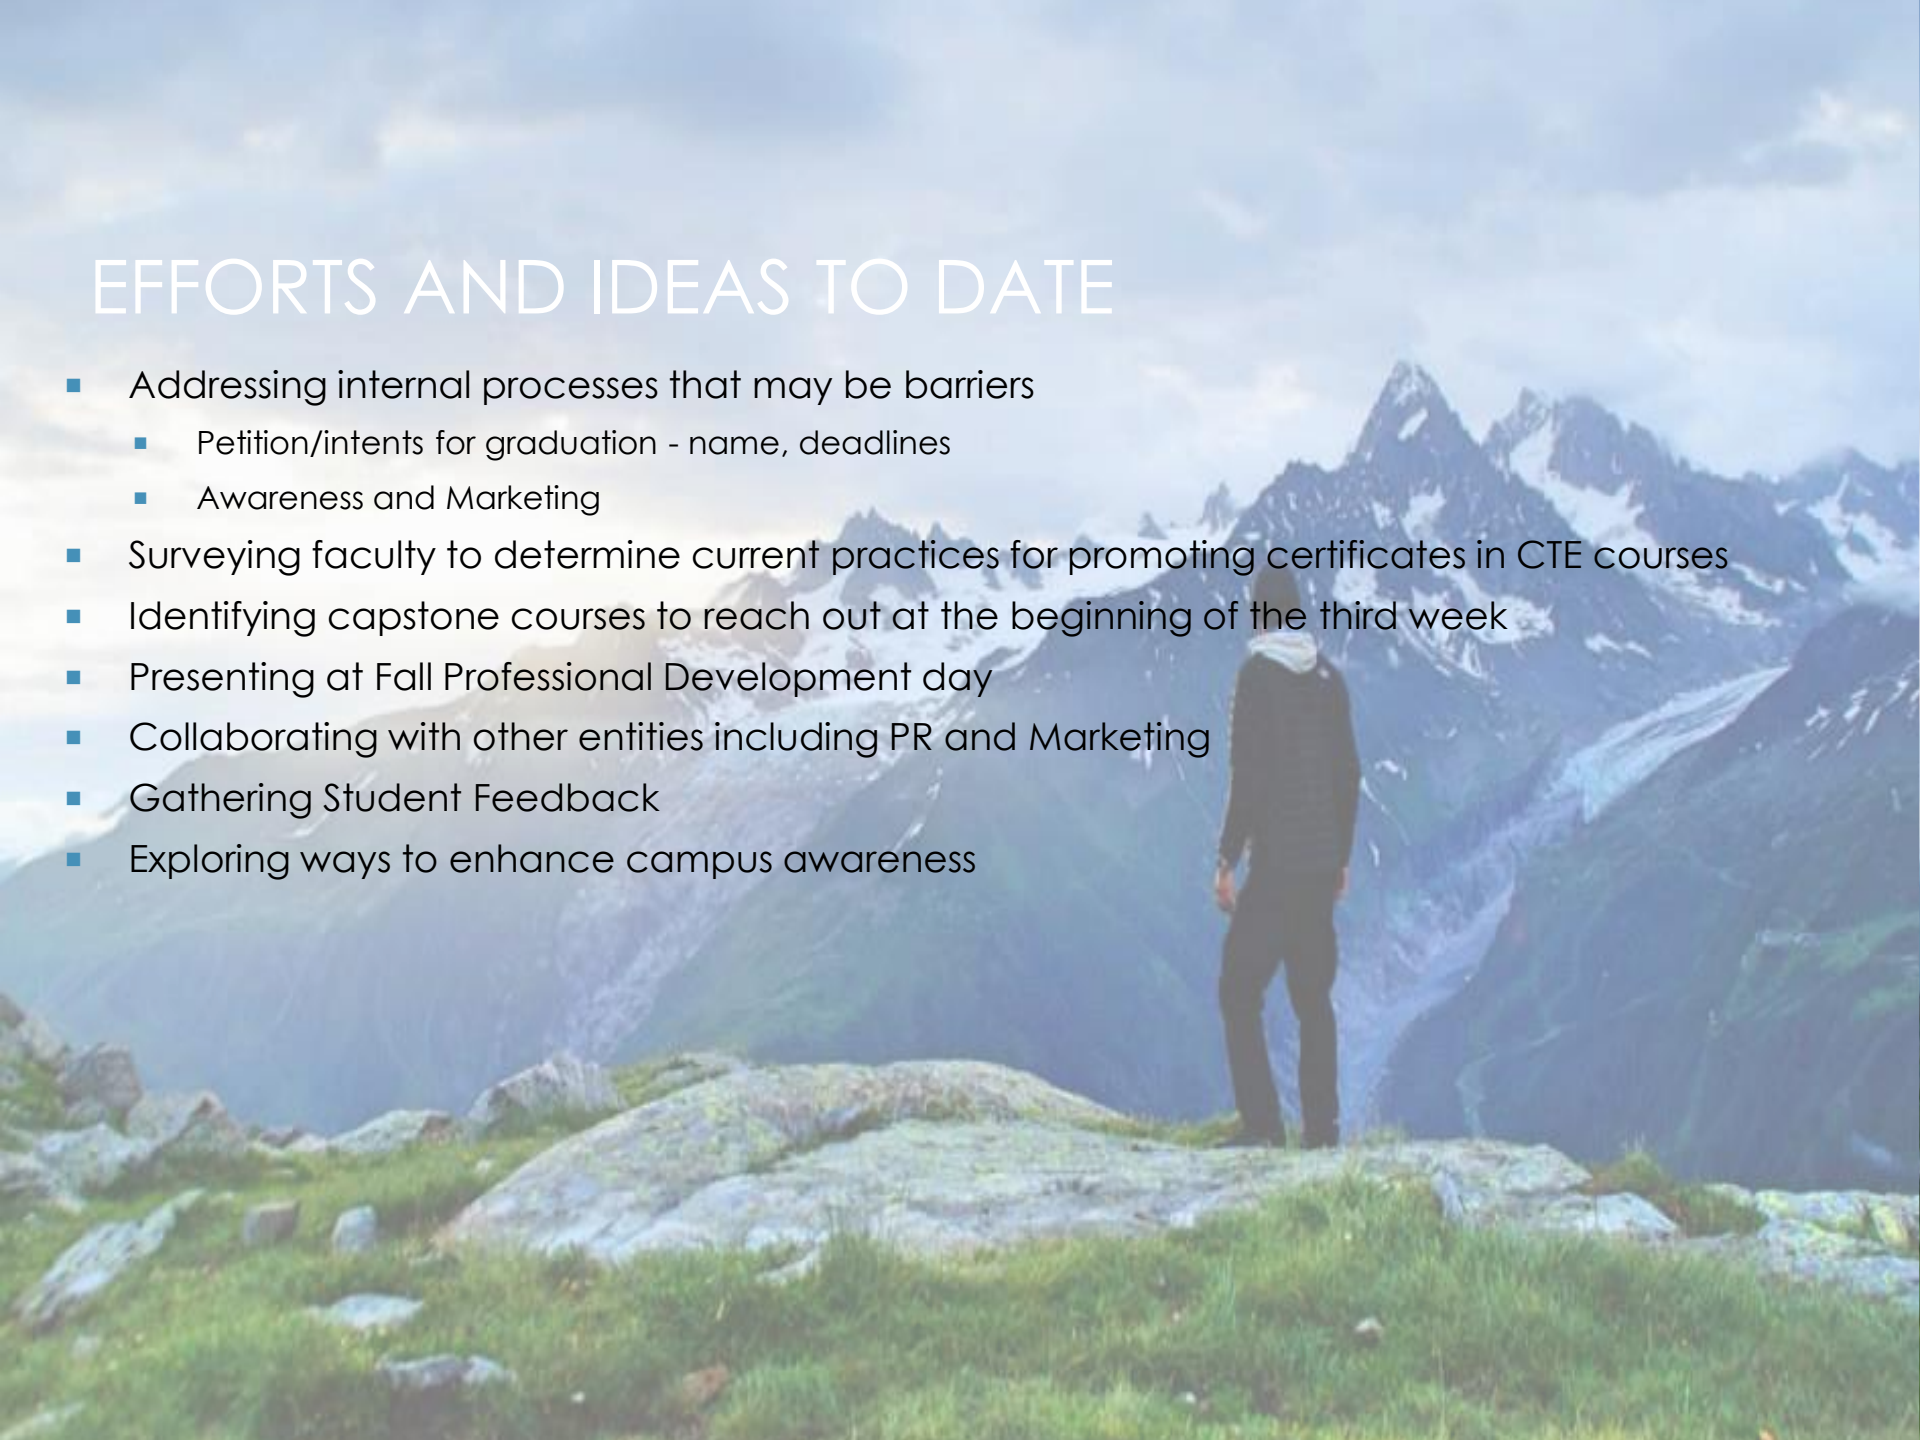 EFFORTS AND IDEAS TO DATE
Addressing internal processes that may be barriers
Petition/intents for graduation - name, deadlines
Awareness and Marketing
Surveying faculty to determine current practices for promoting certificates in CTE courses
Identifying capstone courses to reach out at the beginning of the third week
Presenting at Fall Professional Development day
Collaborating with other entities including PR and Marketing
Gathering Student Feedback
Exploring ways to enhance campus awareness